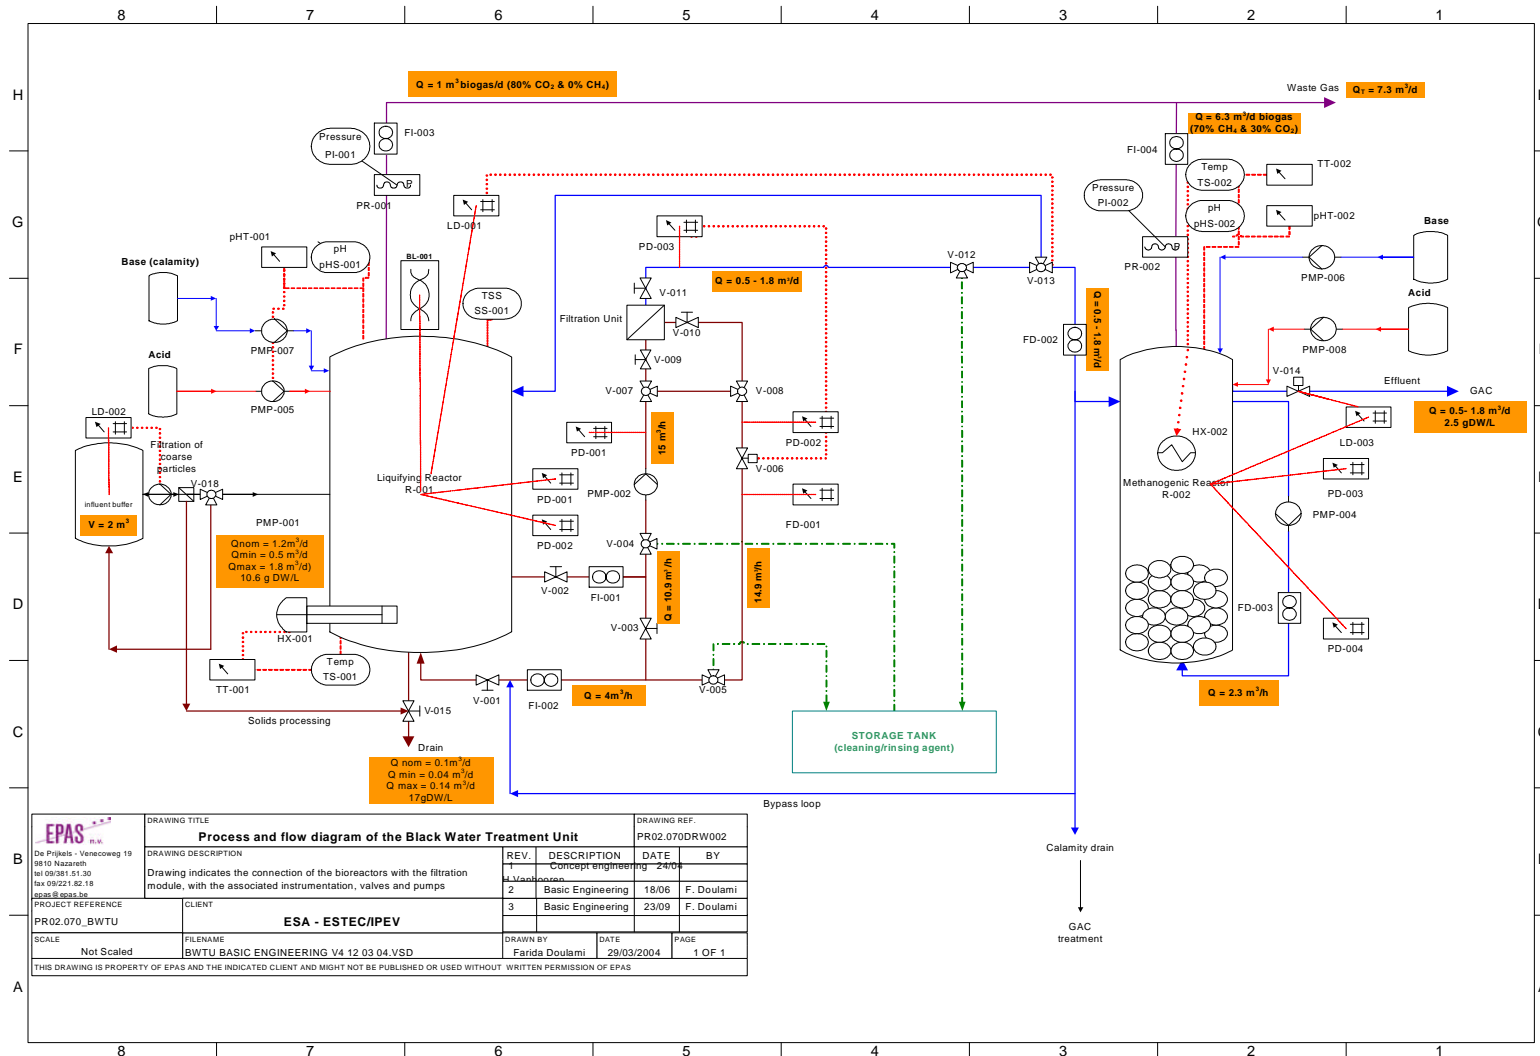 8 7 6 5 4 3 2 1
H
G
F
E
D
C
B
A
Q = 1 m³ biogas/d (80% CO₂ & 0% CH₄)
Waste Gas
Q_T = 7.3 m³/d
Q = 6.3 m³/d biogas
(70% CH₄ & 30% CO₂)
FI-003
Pressure
PI-001
PR-001
LD-001
FI-004
Temp
TS-002
TT-002
Pressure
PI-002
pH
pHS-002
pHT-002
PR-002
Base
PMP-006
Acid
PMP-008
pHT-001
pH
pHS-001
Base (calamity)
PMP-007
Acid
PMP-005
BL-001
TSS
SS-001
PD-003
V-012
V-013
Q = 0.5 - 1.8 m³/d
V-011
Filtration Unit
V-010
V-009
V-007
V-008
FD-002
Q = 0.5 - 1.8 m³/d
V-014
Effluent
GAC
Q = 0.5- 1.8 m³/d
2.5 gDW/L
LD-002
Filtration of
coarse
particles
V-018
influent buffer
V = 2 m³
PMP-001
Qnom = 1.2m³/d
Qmin = 0.5 m³/d
Qmax = 1.8 m³/d)
10.6 g DW/L
Liquifying Reactor
R-001
PD-001
15 m³/h
PD-002
V-006
PD-001
PMP-002
PD-002
FD-001
V-004
V-002
FI-001
Q = 10.9 m³/h
14.9 m³/h
V-003
HX-001
TT-001
Temp
TS-001
V-001
FI-002
Q = 4m³/h
V-005
HX-002
Methanogenic Reactor
R-002
LD-003
PD-003
PMP-004
FD-003
PD-004
Q = 2.3 m³/h
Solids processing
V-015
Drain
Q nom = 0.1m³/d
Q min = 0.04 m³/d
Q max = 0.14 m³/d
17gDW/L
STORAGE TANK
(cleaning/rinsing agent)
Bypass loop
Calamity drain
GAC
treatment
EPAS n.v.
De Prijkels - Venecoweg 19
9810 Nazareth
tel 09/381.51.30
fax 09/221.82.18
epas@epas.be
DRAWING TITLE
Process and flow diagram of the Black Water Treatment Unit
DRAWING REF.
PR02.070DRW002
DRAWING DESCRIPTION
Drawing indicates the connection of the bioreactors with the filtration
module, with the associated instrumentation, valves and pumps
REV. DESCRIPTION DATE BY
1 Concept engineering 24/04
H.Vanhooren
2 Basic Engineering 18/06 F. Doulami
3 Basic Engineering 23/09 F. Doulami
PROJECT REFERENCE
PR02.070_BWTU
CLIENT
ESA - ESTEC/IPEV
SCALE
Not Scaled
FILENAME
BWTU BASIC ENGINEERING V4 12 03 04.VSD
DRAWN BY
Farida Doulami
DATE
29/03/2004
PAGE
1 OF 1
THIS DRAWING IS PROPERTY OF EPAS AND THE INDICATED CLIENT AND MIGHT NOT BE PUBLISHED OR USED WITHOUT WRITTEN PERMISSION OF EPAS
8 7 6 5 4 3 2 1